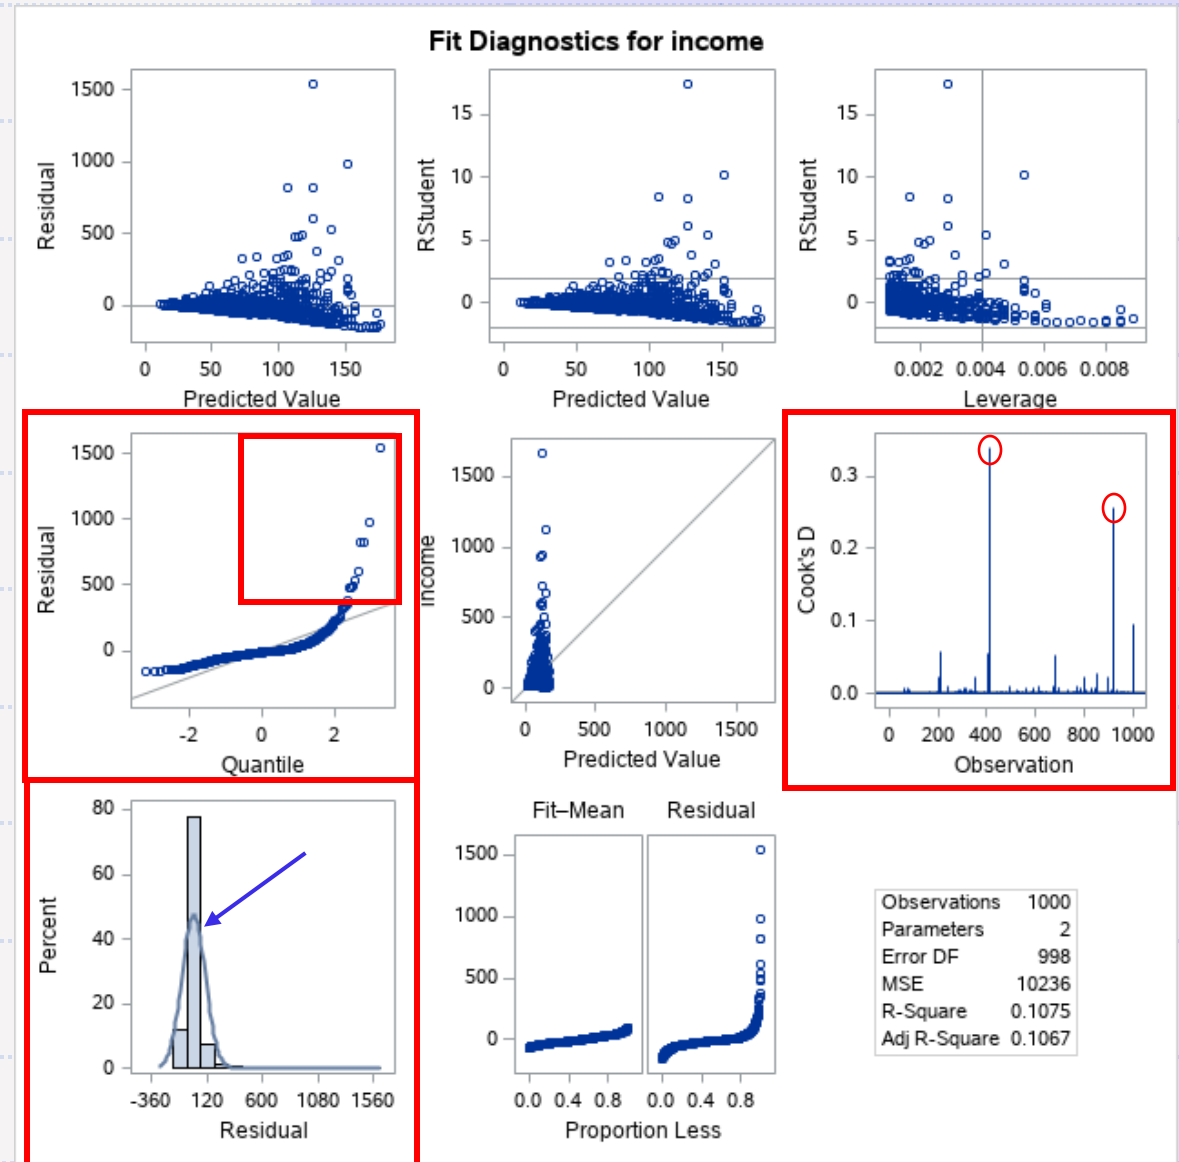 Fit Diagnostics for income
1500
1000
500
0
Residual
0 50 100 150
Predicted Value
15
10
5
0
RStudent
0 50 100 150
Predicted Value
15
10
5
0
RStudent
0.002 0.004 0.006 0.008
Leverage
1500
1000
500
0
Residual
-2 0 2
Quantile
1500
1000
500
0
income
0 500 1000 1500
Predicted Value
0.3
0.2
0.1
0.0
Cook's D
0 200 400 600 800 1000
Observation
80
60
40
20
0
Percent
-360 120 600 1080 1560
Residual
Fit–Mean Residual
1500
1000
500
0
0.0 0.4 0.8 0.0 0.4 0.8
Proportion Less
Observations 1000
Parameters 2
Error DF 998
MSE 10236
R-Square 0.1075
Adj R-Square 0.1067